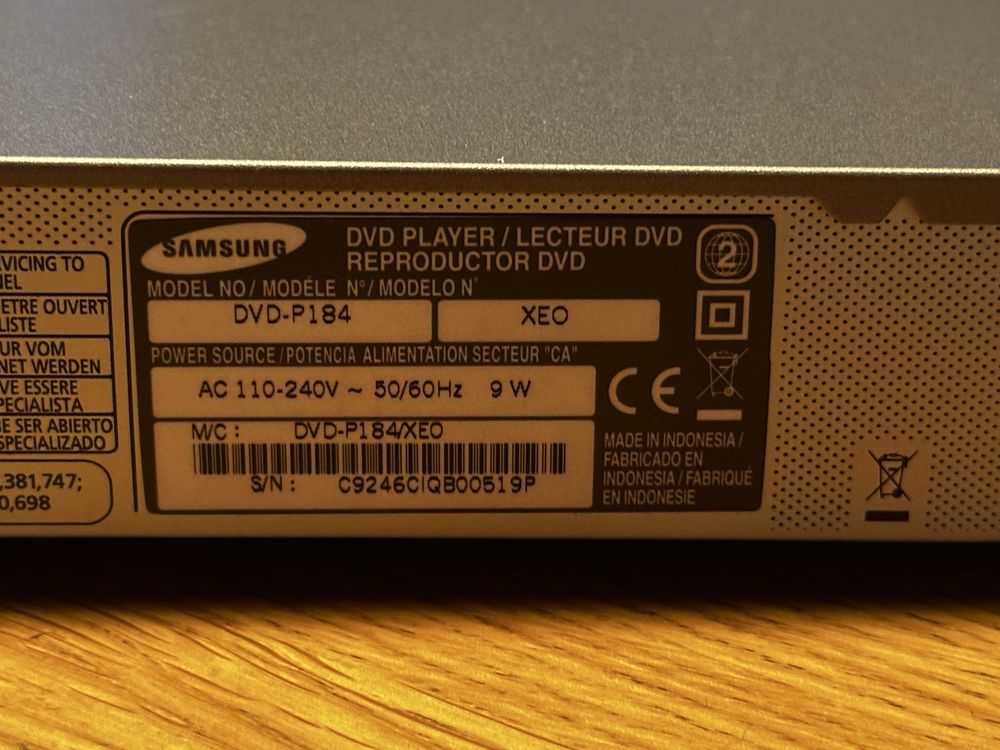 RVICING TO
NEL
ETRE OUVERT
LISTE
UR VOM
NET WERDEN
VE ESSERE
PECIALISTA
BE SER ABIERTO
SPECIALIZADO
,381,747;
0,698
SAMSUNG
DVD PLAYER / LECTEUR DVD
REPRODUCTOR DVD
2
MODEL NO / MODÉLE N° / MODELO N°
DVD-P184
XEO
POWER SOURCE / POTENCIA ALIMENTATION SECTEUR "CA"
AC 110-240V ~ 50/60Hz 9 W
CE
M/C : DVD-P184/XEO
S/N : C9246CIQB00519P
MADE IN INDONESIA /
FABRICADO EN
INDONESIA / FABRIQUÉ
EN INDONESIE